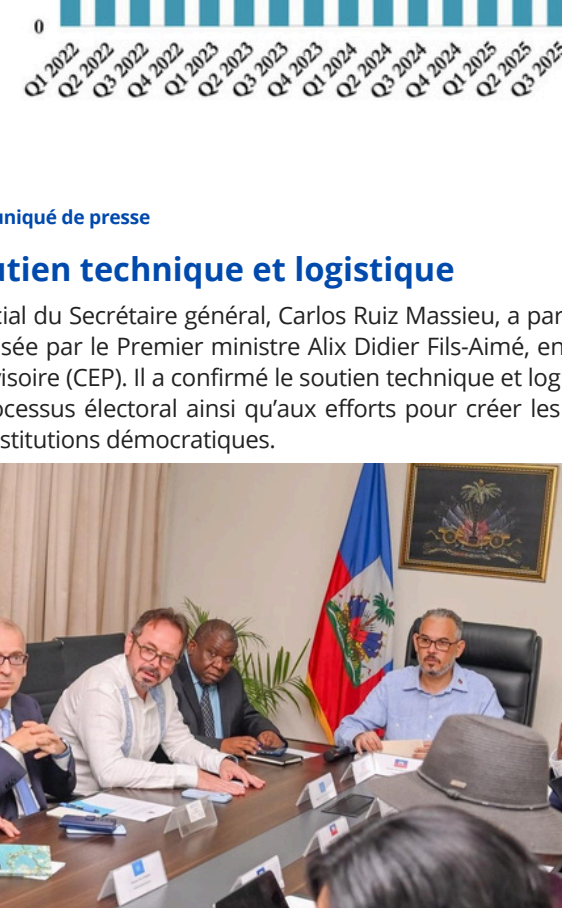 0
Q1 2022
Q2 2022
Q3 2022
Q4 2022
Q1 2023
Q2 2023
Q3 2023
Q4 2023
Q1 2024
Q2 2024
Q3 2024
Q4 2024
Q1 2025
Q2 2025
Q3 2025
uniqué de presse
utien technique et logistique
cial du Secrétaire général, Carlos Ruiz Massieu, a par
isée par le Premier ministre Alix Didier Fils-Aimé, en
visoire (CEP). Il a confirmé le soutien technique et log
ocessus électoral ainsi qu'aux efforts pour créer les
stitutions démocratiques.